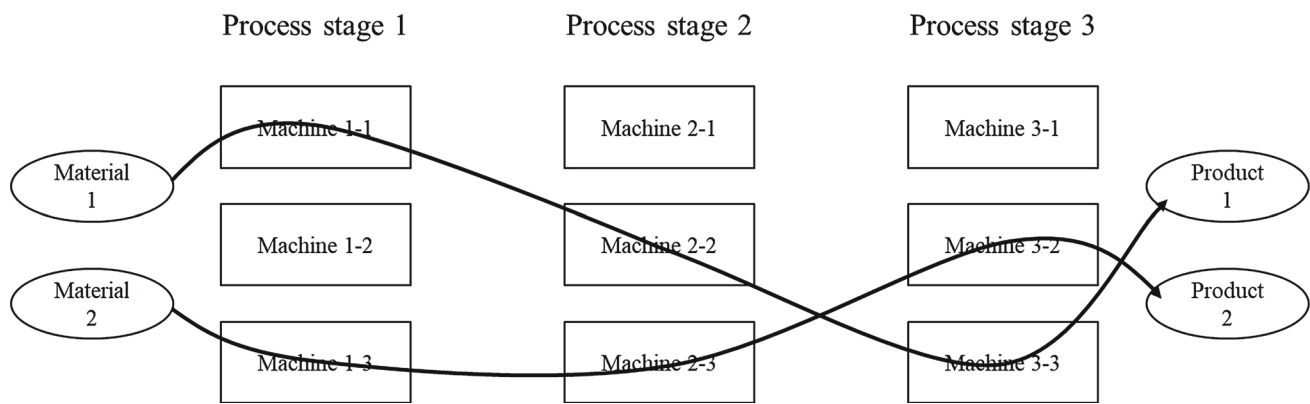 Process stage 1
Process stage 2
Process stage 3
Machine 1-1
Machine 2-1
Machine 3-1
Material
1
Product
1
Machine 1-2
Machine 2-2
Machine 3-2
Material
2
Product
2
Machine 1-3
Machine 2-3
Machine 3-3